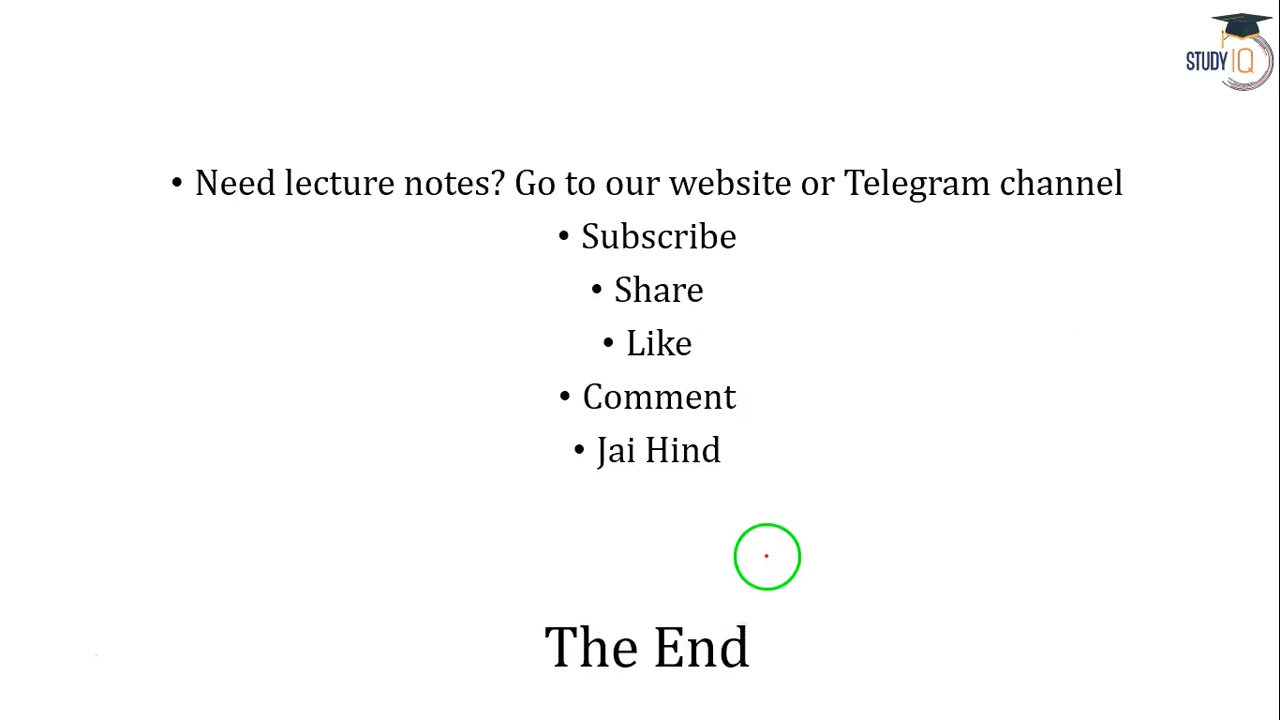 STUDY IQ
• Need lecture notes? Go to our website or Telegram channel
• Subscribe
• Share
• Like
• Comment
• Jai Hind
The End